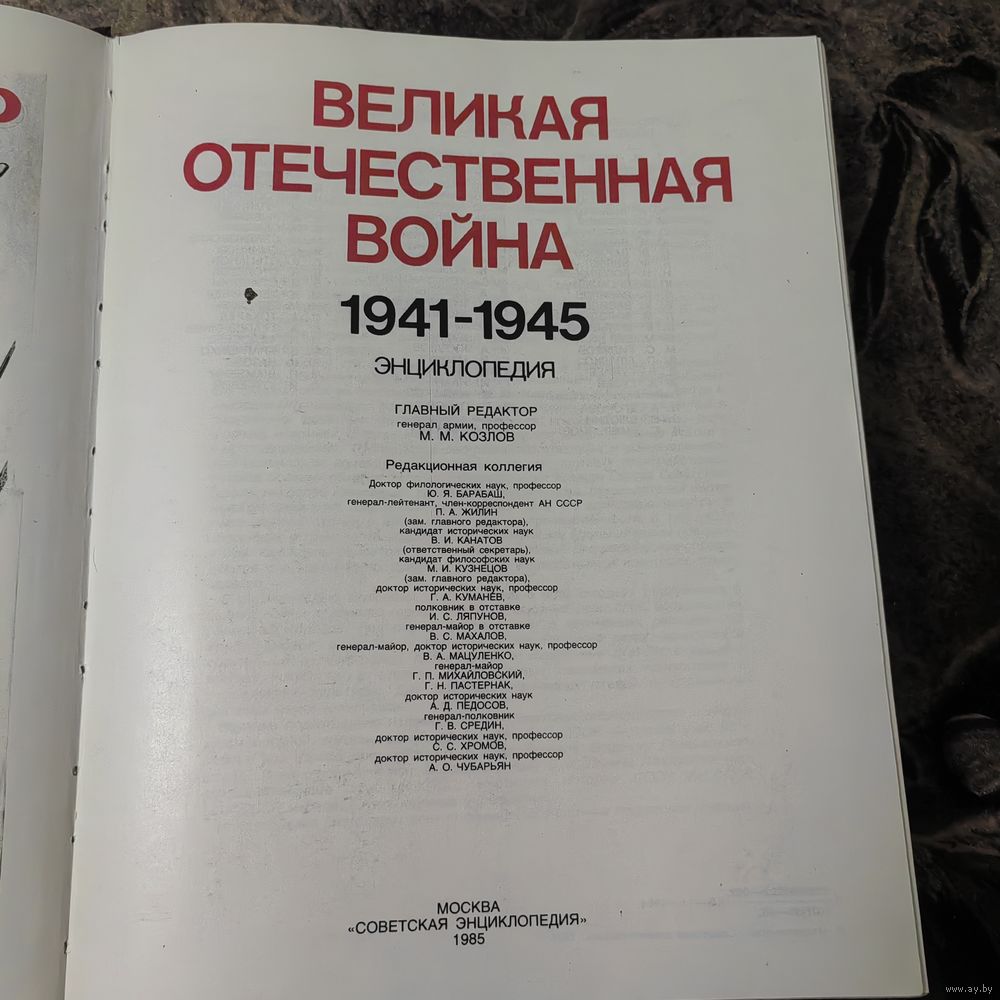 ВЕЛИКАЯ
ОТЕЧЕСТВЕННАЯ
ВОЙНА
1941-1945
ЭНЦИКЛОПЕДИЯ
ГЛАВНЫЙ РЕДАКТОР
генерал армии, профессор
М. М. КОЗЛОВ
Редакционная коллегия
Доктор филологических наук, профессор
Ю. Я. БАРАБАШ,
генерал-лейтенант, член-корреспондент АН СССР
П. А. ЖИЛИН
(зам. главного редактора),
кандидат исторических наук
В. И. КАНАТОВ
(ответственный секретарь),
кандидат философских наук
М. И. КУЗНЕЦОВ
(зам. главного редактора),
доктор исторических наук, профессор
Г. А. КУМАНЁВ,
полковник в отставке
И. С. ЛЯПУНОВ,
генерал-майор в отставке
В. С. МАХАЛОВ,
генерал-майор, доктор исторических наук, профессор
В. А. МАЦУЛЕНКО,
генерал-майор
Г. П. МИХАЙЛОВСКИЙ,
Г. Н. ПАСТЕРНАК,
доктор исторических наук
А. Д. ПЕДОСОВ,
генерал-полковник
Г. В. СРЕДИН,
доктор исторических наук, профессор
С. С. ХРОМОВ,
доктор исторических наук, профессор
А. О. ЧУБАРЬЯН
МОСКВА
«СОВЕТСКАЯ ЭНЦИКЛОПЕДИЯ»
1985
www.ay.by